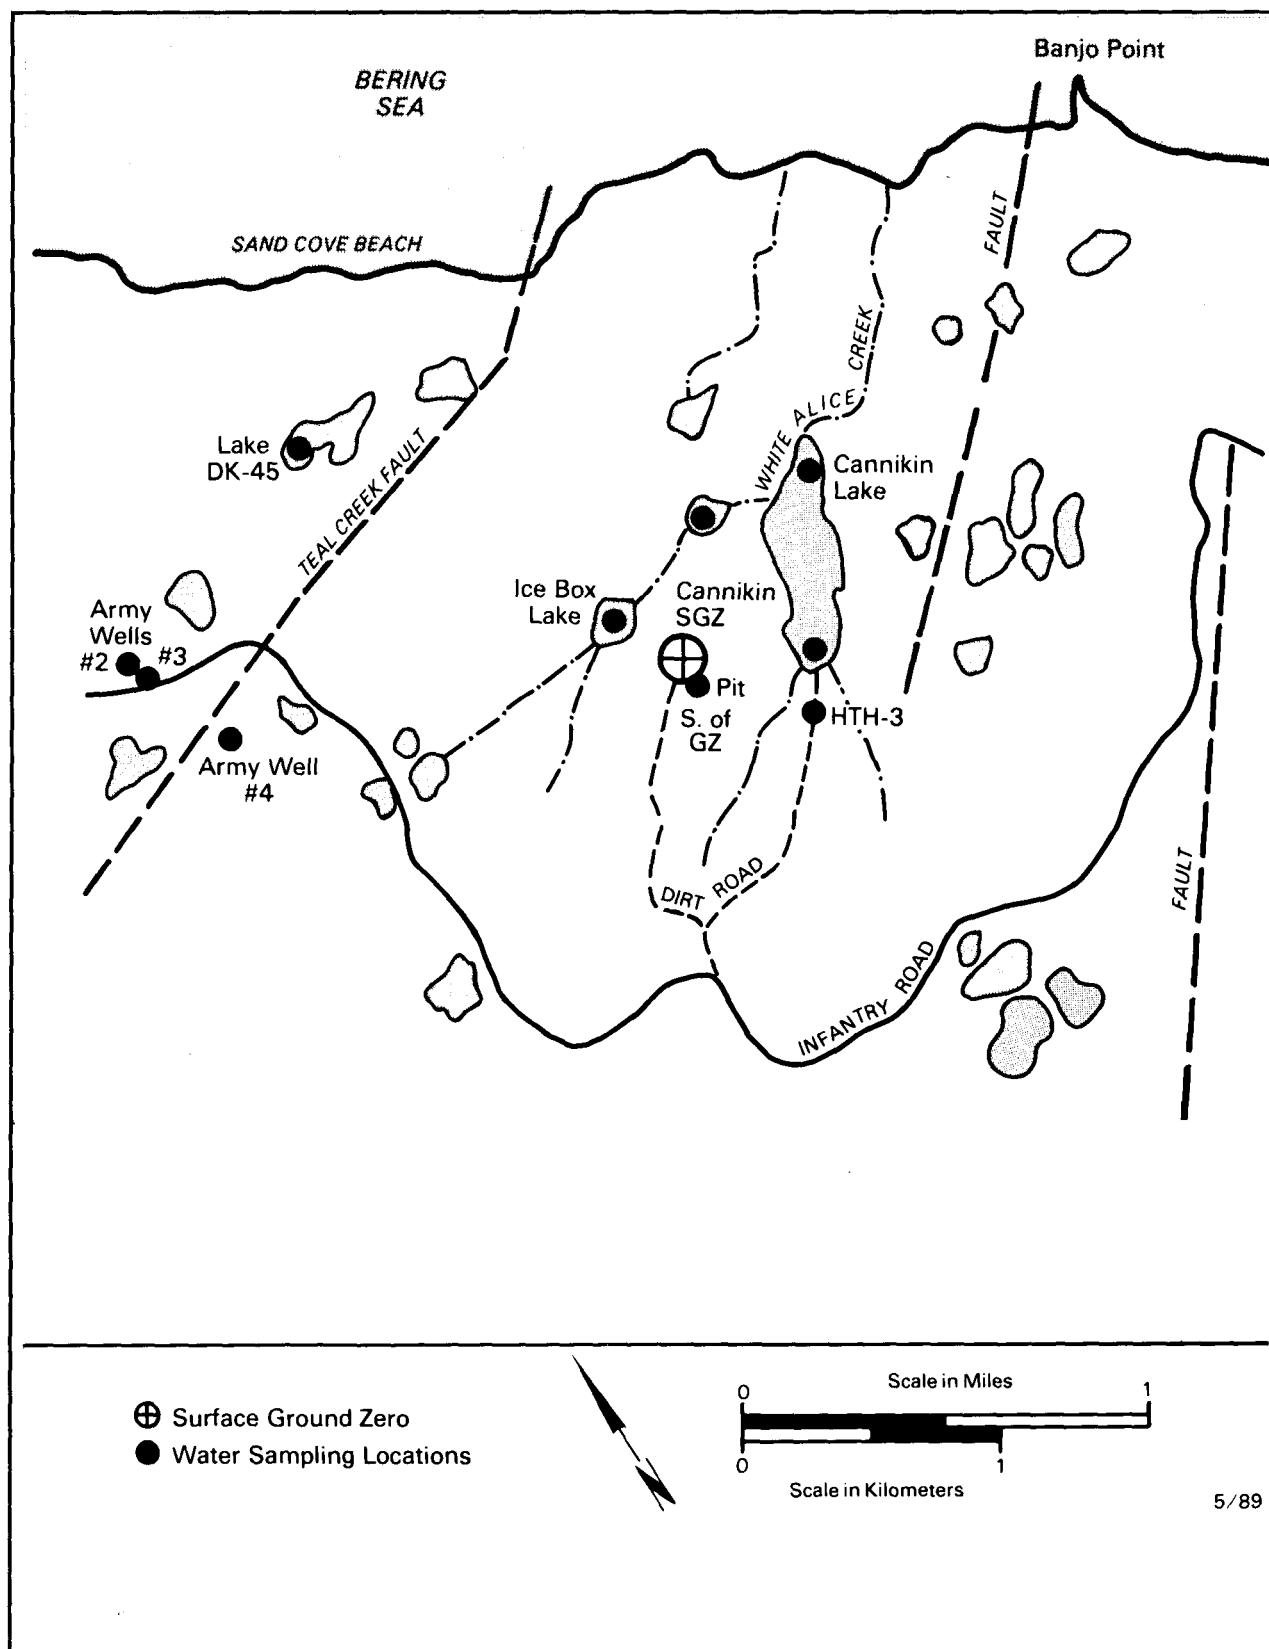 Banjo Point
BERING
SEA
SAND COVE BEACH
FAULT
WHITE ALICE CREEK
Lake
DK-45
TEAL CREEK FAULT
Cannikin
Lake
Ice Box
Lake
Cannikin
SGZ
Army
Wells
#2
#3
Pit
S. of
GZ
HTH-3
Army Well
#4
DIRT ROAD
FAULT
INFANTRY ROAD
Surface Ground Zero
Water Sampling Locations
N
0
Scale in Miles
1
0
1
Scale in Kilometers
5/89